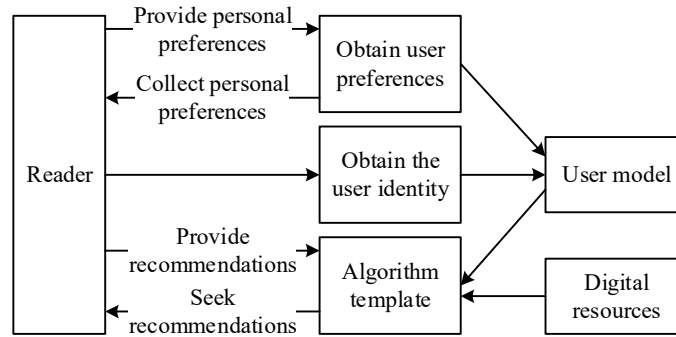 Provide personal
preferences
Collect personal
preferences
Obtain user
preferences
Reader
Obtain the
user identity
User model
Provide
recommendations
Seek
recommendations
Algorithm
template
Digital
resources